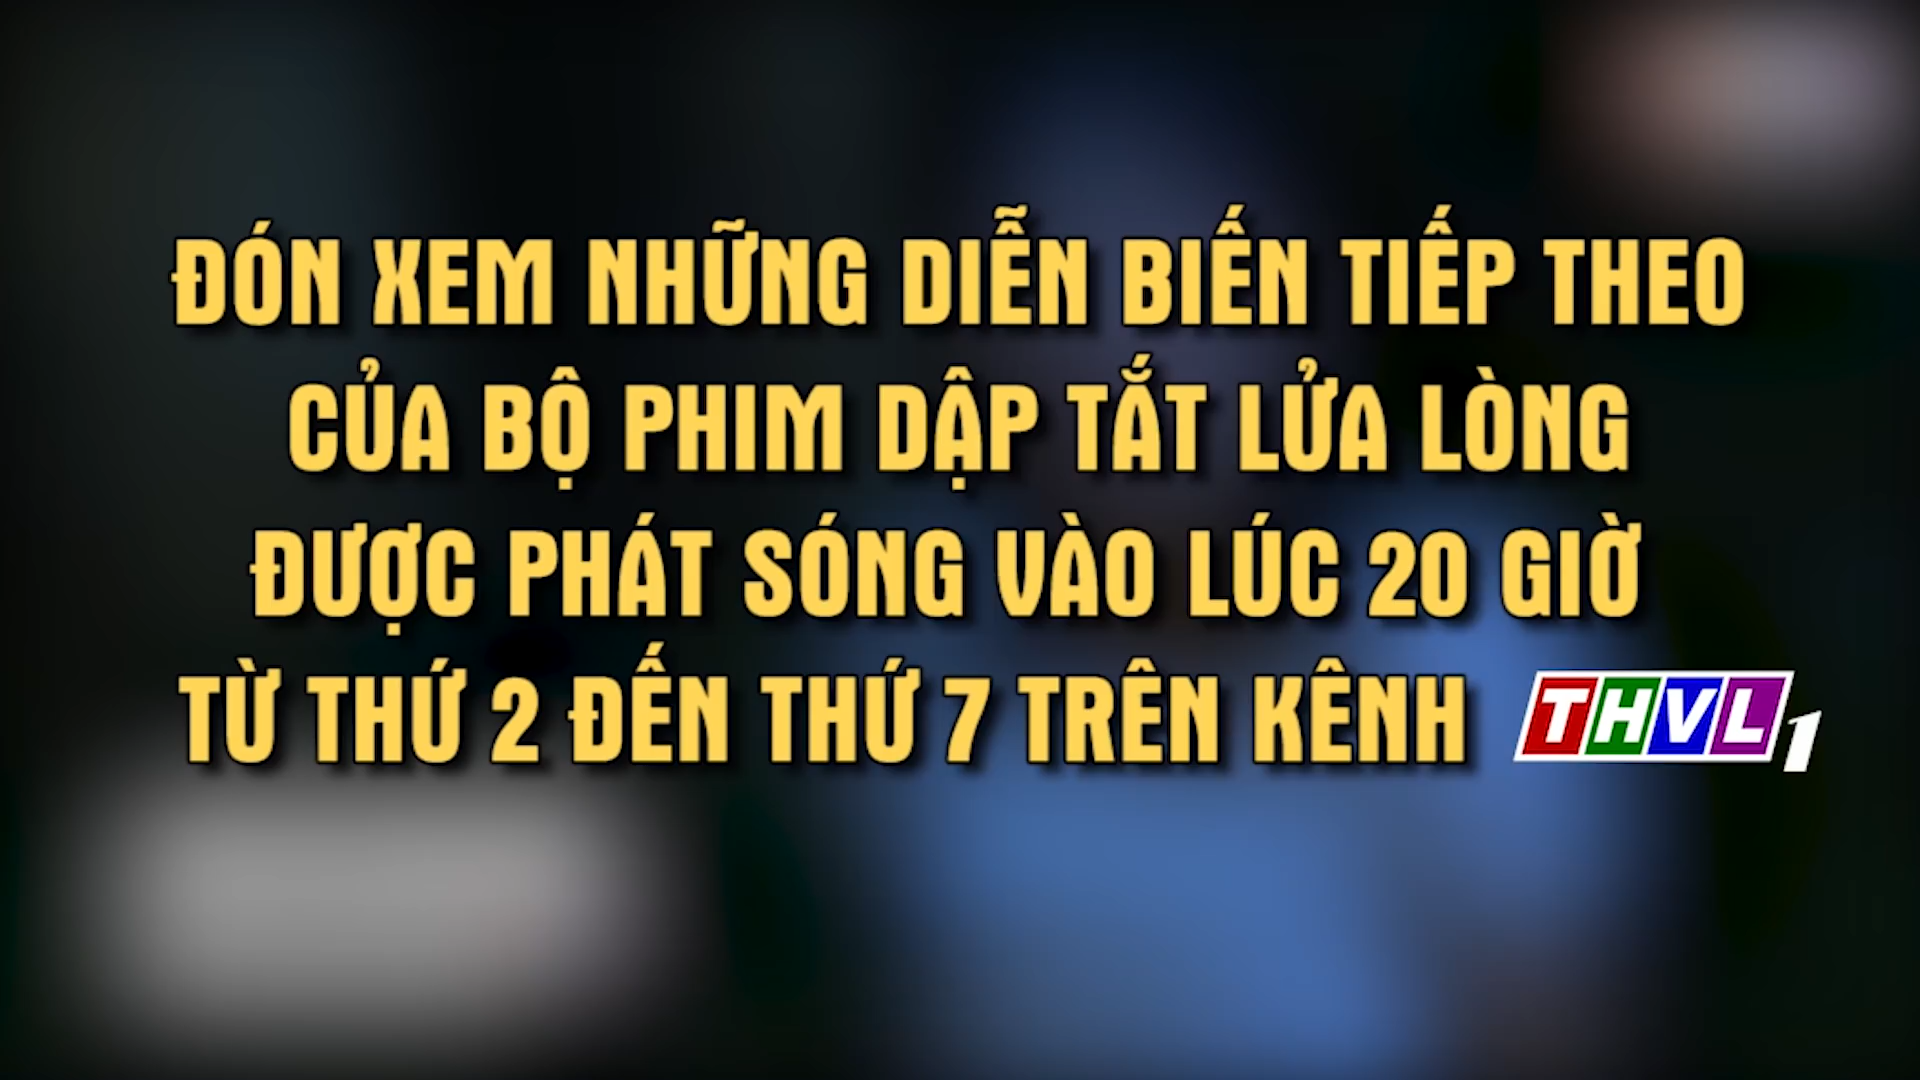 ĐÓN XEM NHỮNG DIỄN BIẾN TIẾP THEO
CỦA BỘ PHIM DẬP TẮT LỬA LÒNG
ĐƯỢC PHÁT SÓNG VÀO LÚC 20 GIỜ
TỪ THỨ 2 ĐẾN THỨ 7 TRÊN KÊNH THVL1